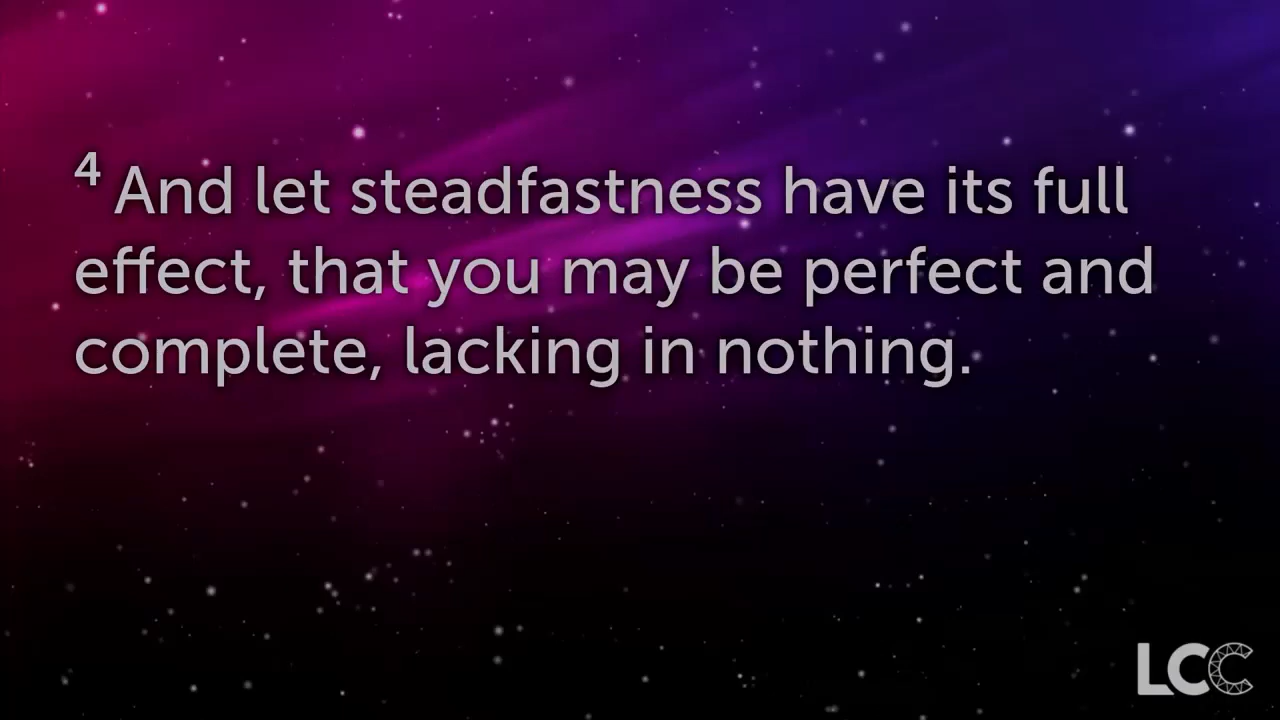 4 And let steadfastness have its full
effect, that you may be perfect and
complete, lacking in nothing.
LCC